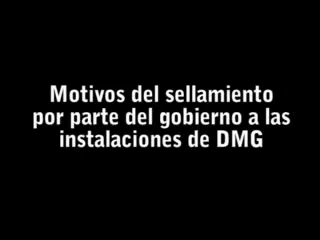 Motivos del sellamiento
por parte del gobierno a las
instalaciones de DMG